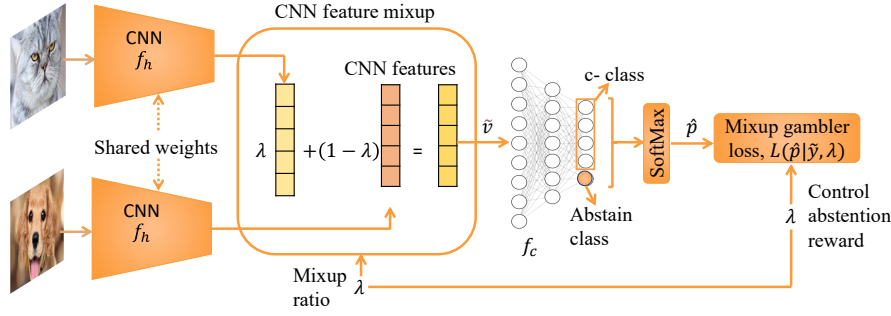 CNN feature mixup
CNN
f_h
CNN features
c- class
λ
+(1 − λ)
=
ṽ
SoftMax
p̂
Mixup gambler
loss, L(p̂|ỹ, λ)
Shared weights
CNN
f_h
Abstain
class
f_c
λ
Control
abstention
reward
Mixup
ratio
λ